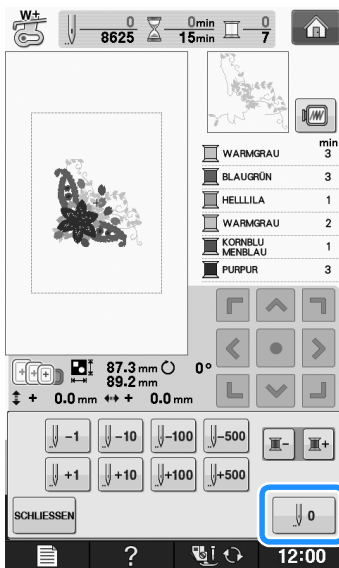 W+
0 0min 0
8625 15min 7
min
WARMGRAU 3
BLAUGRÜN 3
HELLLILA 1
WARMGRAU 2
KORNBLU
MENBLAU 1
PURPUR 3
87.3 mm 0°
89.2 mm
+ 0.0 mm + 0.0 mm
-1 -10 -100 -500 - +
+1 +10 +100 +500
SCHLIESSEN 0
? 12:00